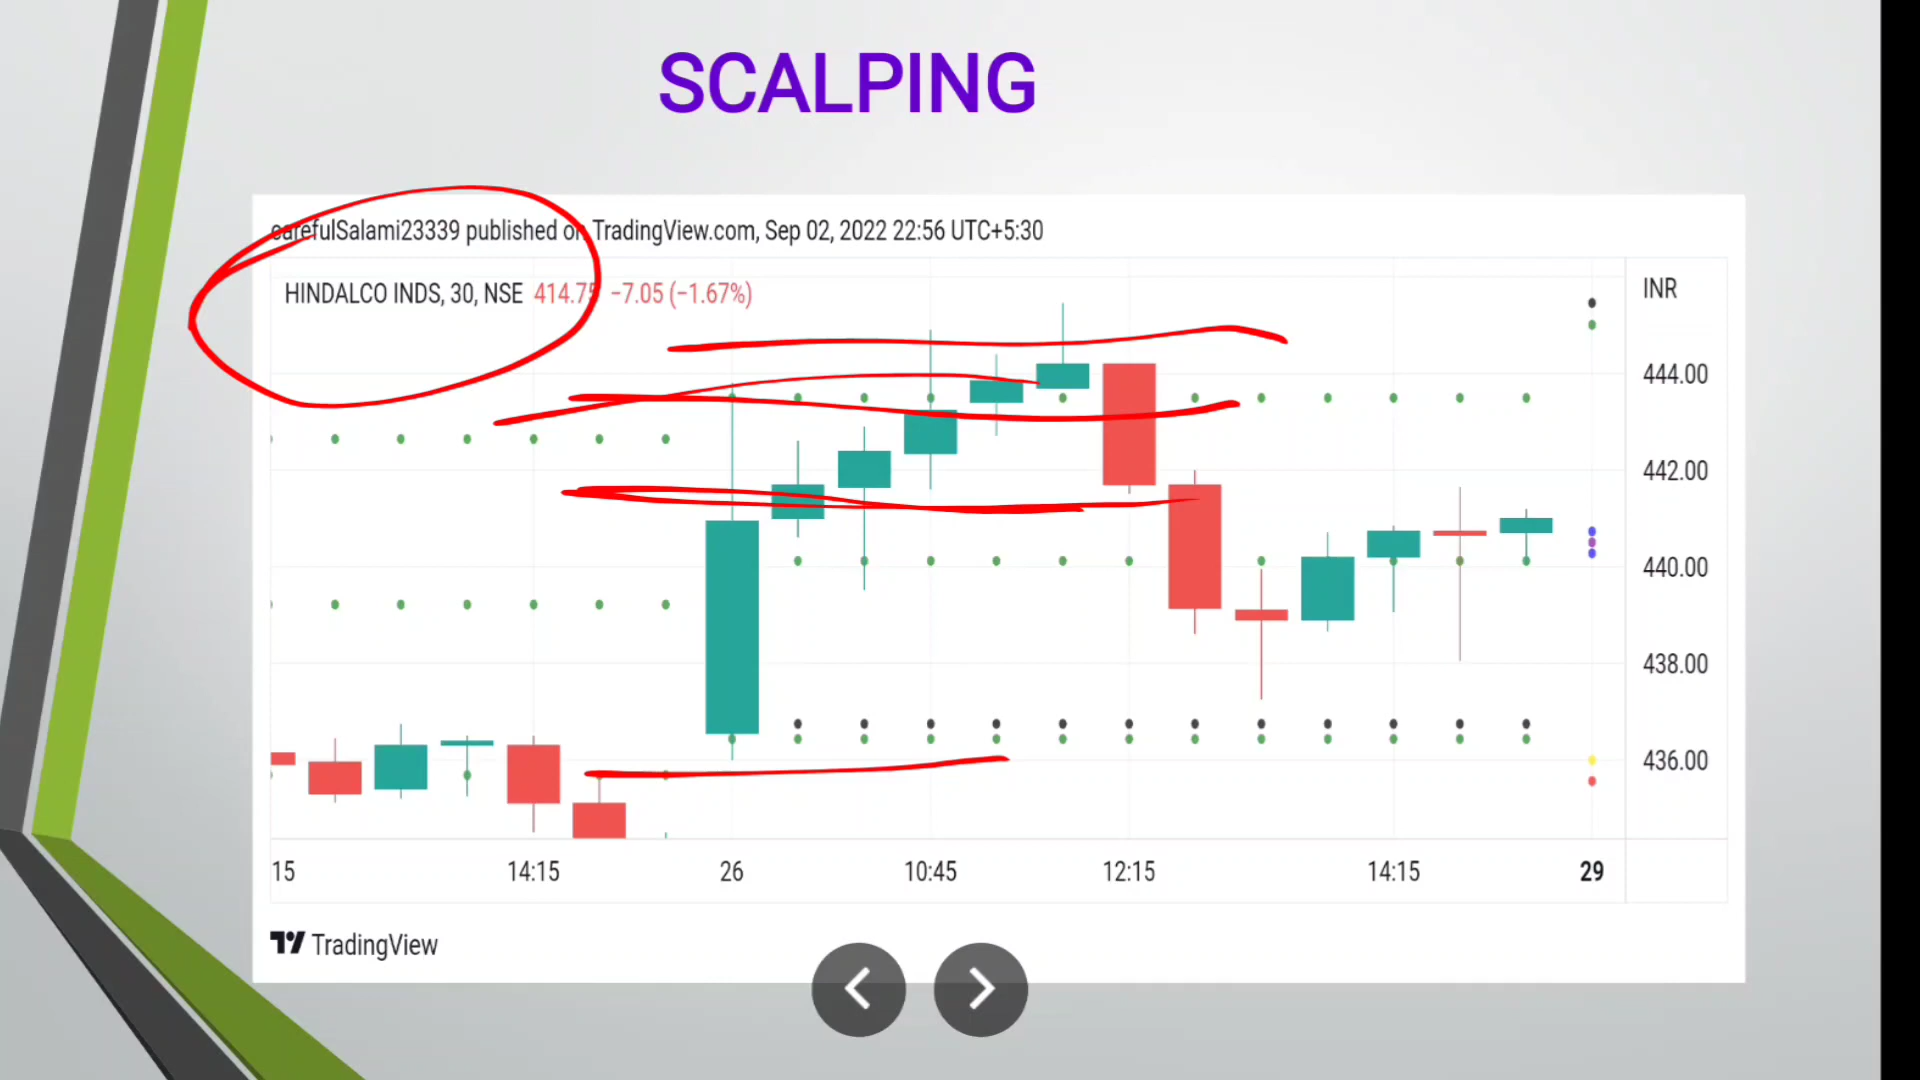 SCALPING
carefulSalami23339 published on TradingView.com, Sep 02, 2022 22:56 UTC+5:30
HINDALCO INDS, 30, NSE 414.75 −7.05 (−1.67%)
INR
444.00
442.00
440.00
438.00
436.00
15 14:15 26 10:45 12:15 14:15 29
TradingView